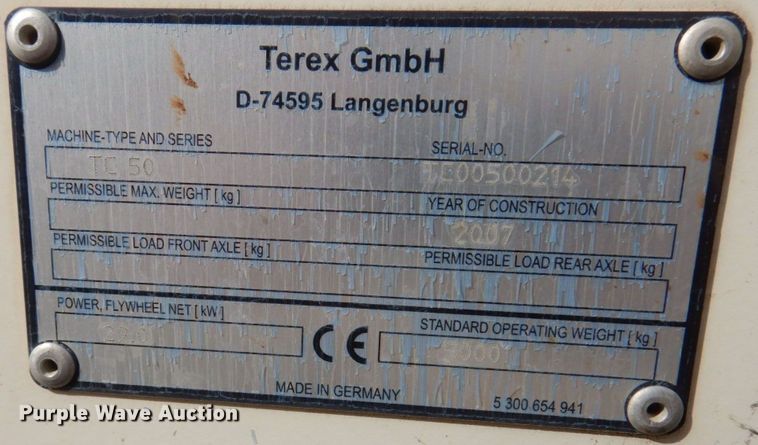 Terex GmbH
D-74595 Langenburg
MACHINE-TYPE AND SERIES SERIAL-NO.
TC 50 TC00500214
PERMISSIBLE MAX. WEIGHT [ kg ] YEAR OF CONSTRUCTION
2007
PERMISSIBLE LOAD FRONT AXLE [ kg ] PERMISSIBLE LOAD REAR AXLE [ kg ]
POWER, FLYWHEEL NET [ kW ] STANDARD OPERATING WEIGHT [ kg ]
CE
MADE IN GERMANY 5 300 654 941
Purple Wave Auction